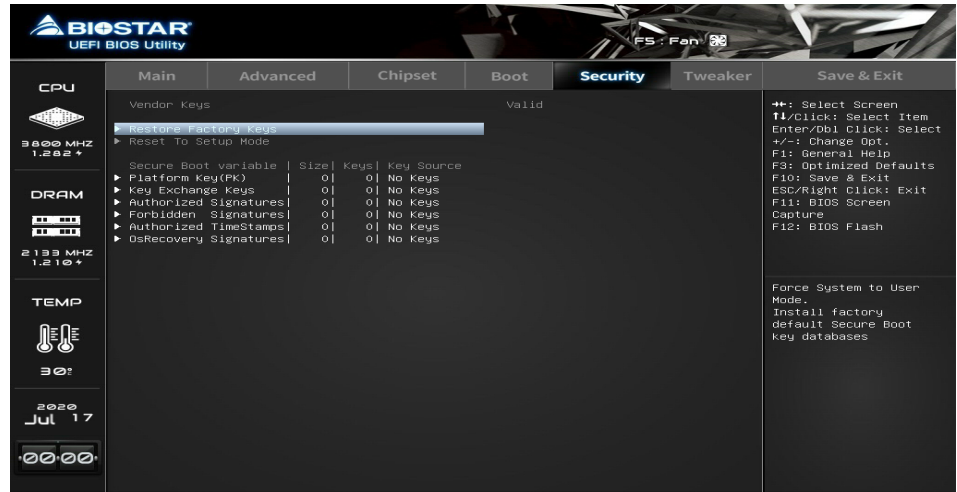 BIOSTAR
UEFI BIOS Utility
F5 : Fan
CPU
3800 MHZ
1.282 +
DRAM
2133 MHZ
1.210 +
TEMP
30°
2020
Jul 17
00:00
Main Advanced Chipset Boot Security Tweaker Save & Exit
Vendor Keys Valid
► Restore Factory Keys
► Reset To Setup Mode
Secure Boot variable | Size| Keys| Key Source
► Platform Key(PK) | 0| 0| No Keys
► Key Exchange Keys | 0| 0| No Keys
► Authorized Signatures| 0| 0| No Keys
► Forbidden Signatures| 0| 0| No Keys
► Authorized TimeStamps| 0| 0| No Keys
► OsRecovery Signatures| 0| 0| No Keys
→←: Select Screen
↑↓/Click: Select Item
Enter/Dbl Click: Select
+/-: Change Opt.
F1: General Help
F3: Optimized Defaults
F10: Save & Exit
ESC/Right Click: Exit
F11: BIOS Screen
Capture
F12: BIOS Flash
Force System to User
Mode.
Install factory
default Secure Boot
key databases